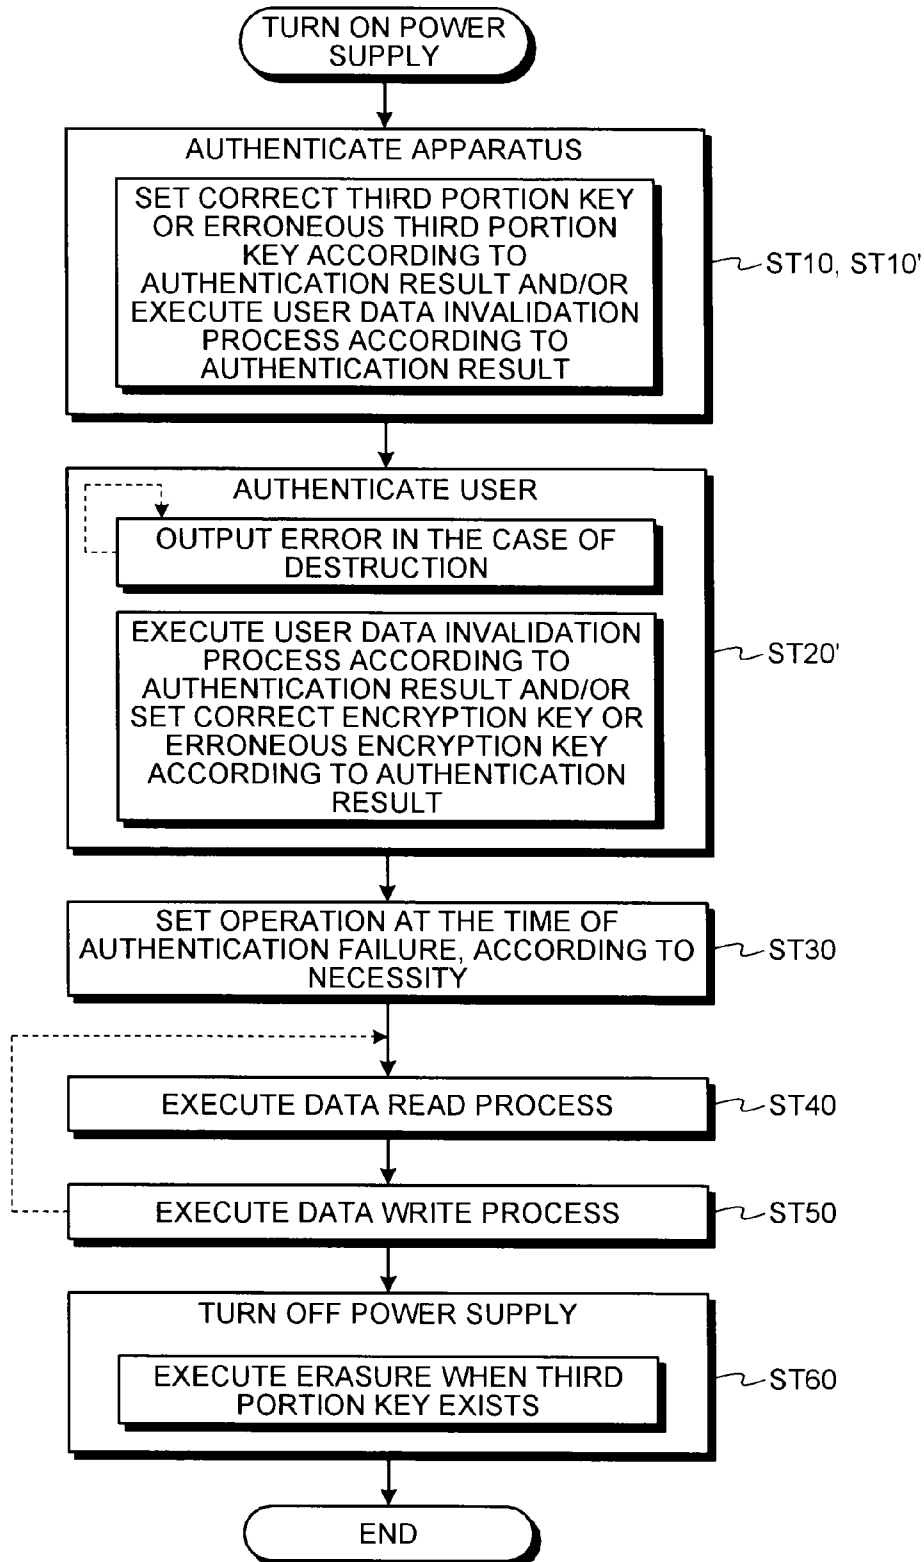 TURN ON POWER
SUPPLY
AUTHENTICATE APPARATUS
SET CORRECT THIRD PORTION KEY
OR ERRONEOUS THIRD PORTION
KEY ACCORDING TO
AUTHENTICATION RESULT AND/OR
EXECUTE USER DATA INVALIDATION
PROCESS ACCORDING TO
AUTHENTICATION RESULT
ST10, ST10'
AUTHENTICATE USER
OUTPUT ERROR IN THE CASE OF
DESTRUCTION
EXECUTE USER DATA INVALIDATION
PROCESS ACCORDING TO
AUTHENTICATION RESULT AND/OR
SET CORRECT ENCRYPTION KEY OR
ERRONEOUS ENCRYPTION KEY
ACCORDING TO AUTHENTICATION
RESULT
ST20'
SET OPERATION AT THE TIME OF
AUTHENTICATION FAILURE, ACCORDING TO
NECESSITY
ST30
EXECUTE DATA READ PROCESS
ST40
EXECUTE DATA WRITE PROCESS
ST50
TURN OFF POWER SUPPLY
EXECUTE ERASURE WHEN THIRD
PORTION KEY EXISTS
ST60
END